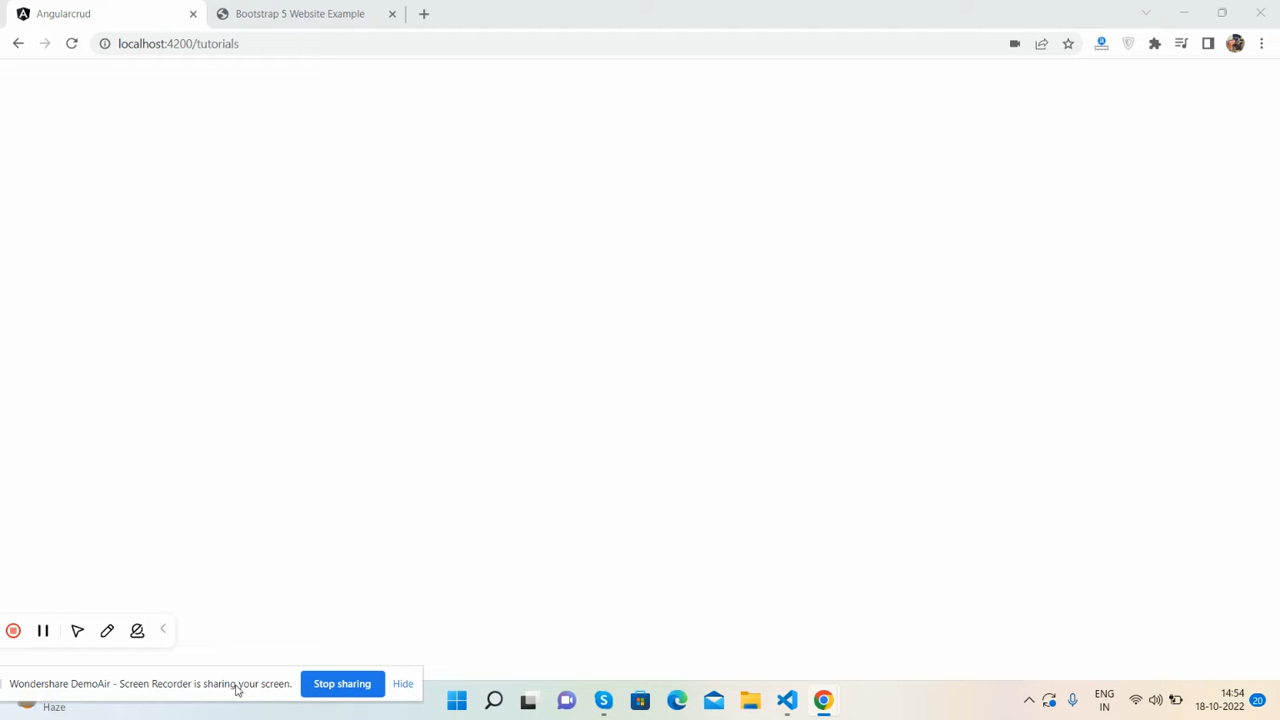 Angularcrud
Bootstrap 5 Website Example
localhost:4200/tutorials
Wondershare DemoAir - Screen Recorder is sharing your screen.
Stop sharing
Hide
Haze
ENG
IN
14:54
18-10-2022
20